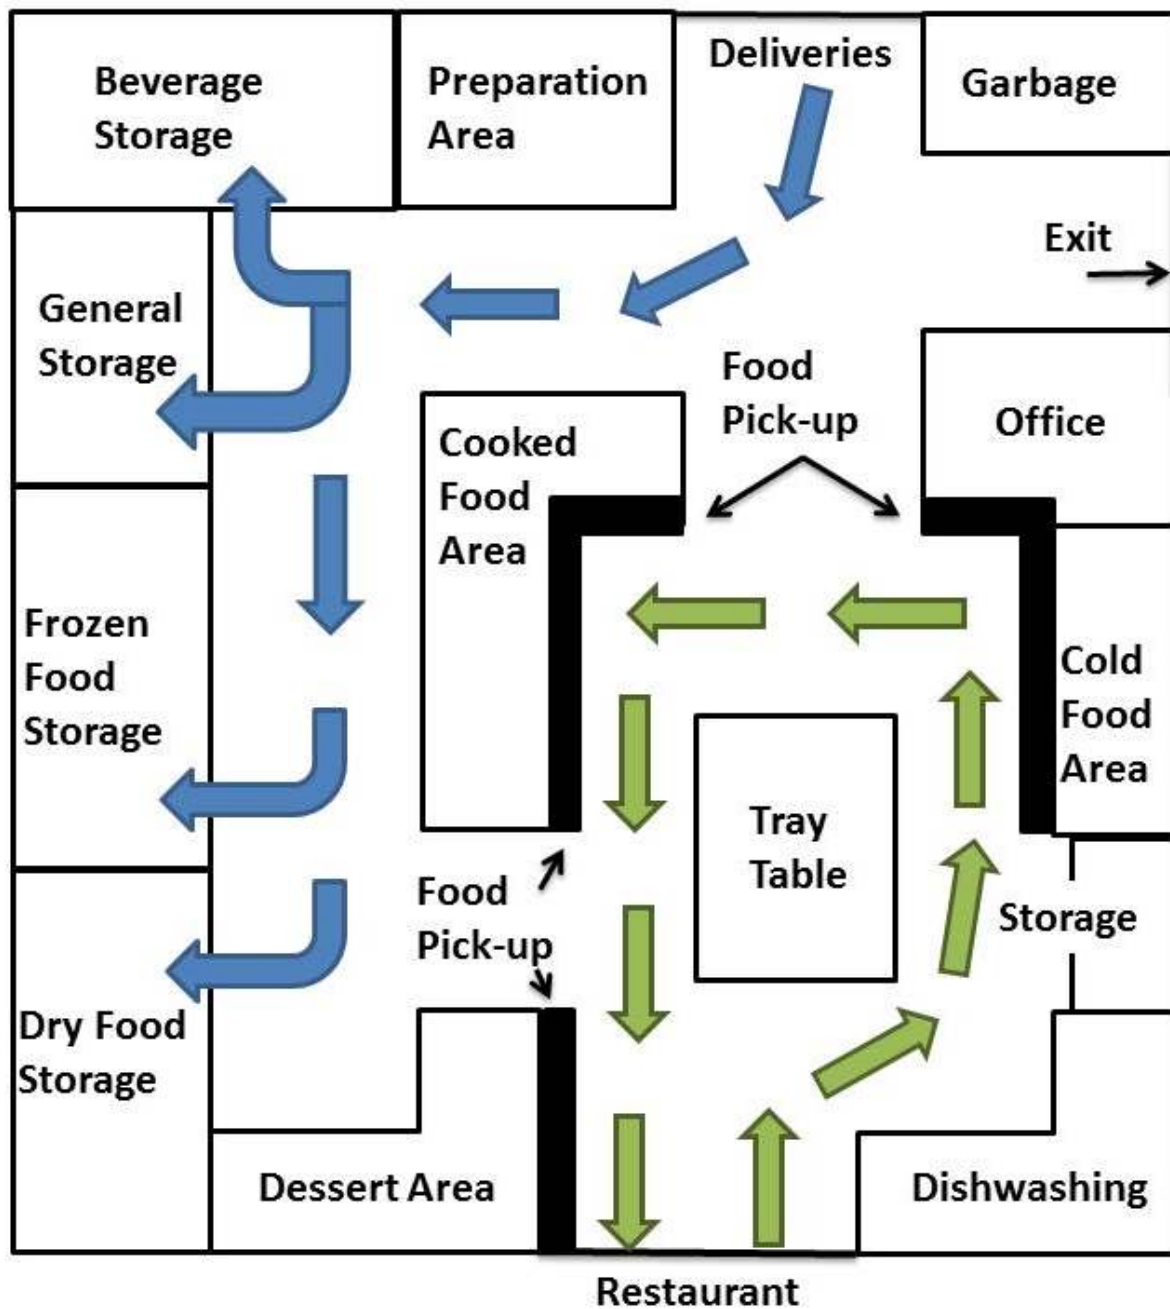 Beverage
Storage
Preparation
Area
Deliveries
Garbage
Exit
General
Storage
Food
Pick-up
Office
Cooked
Food
Area
Frozen
Food
Storage
Cold
Food
Area
Tray
Table
Food
Pick-up
Storage
Dry Food
Storage
Dessert Area
Dishwashing
Restaurant